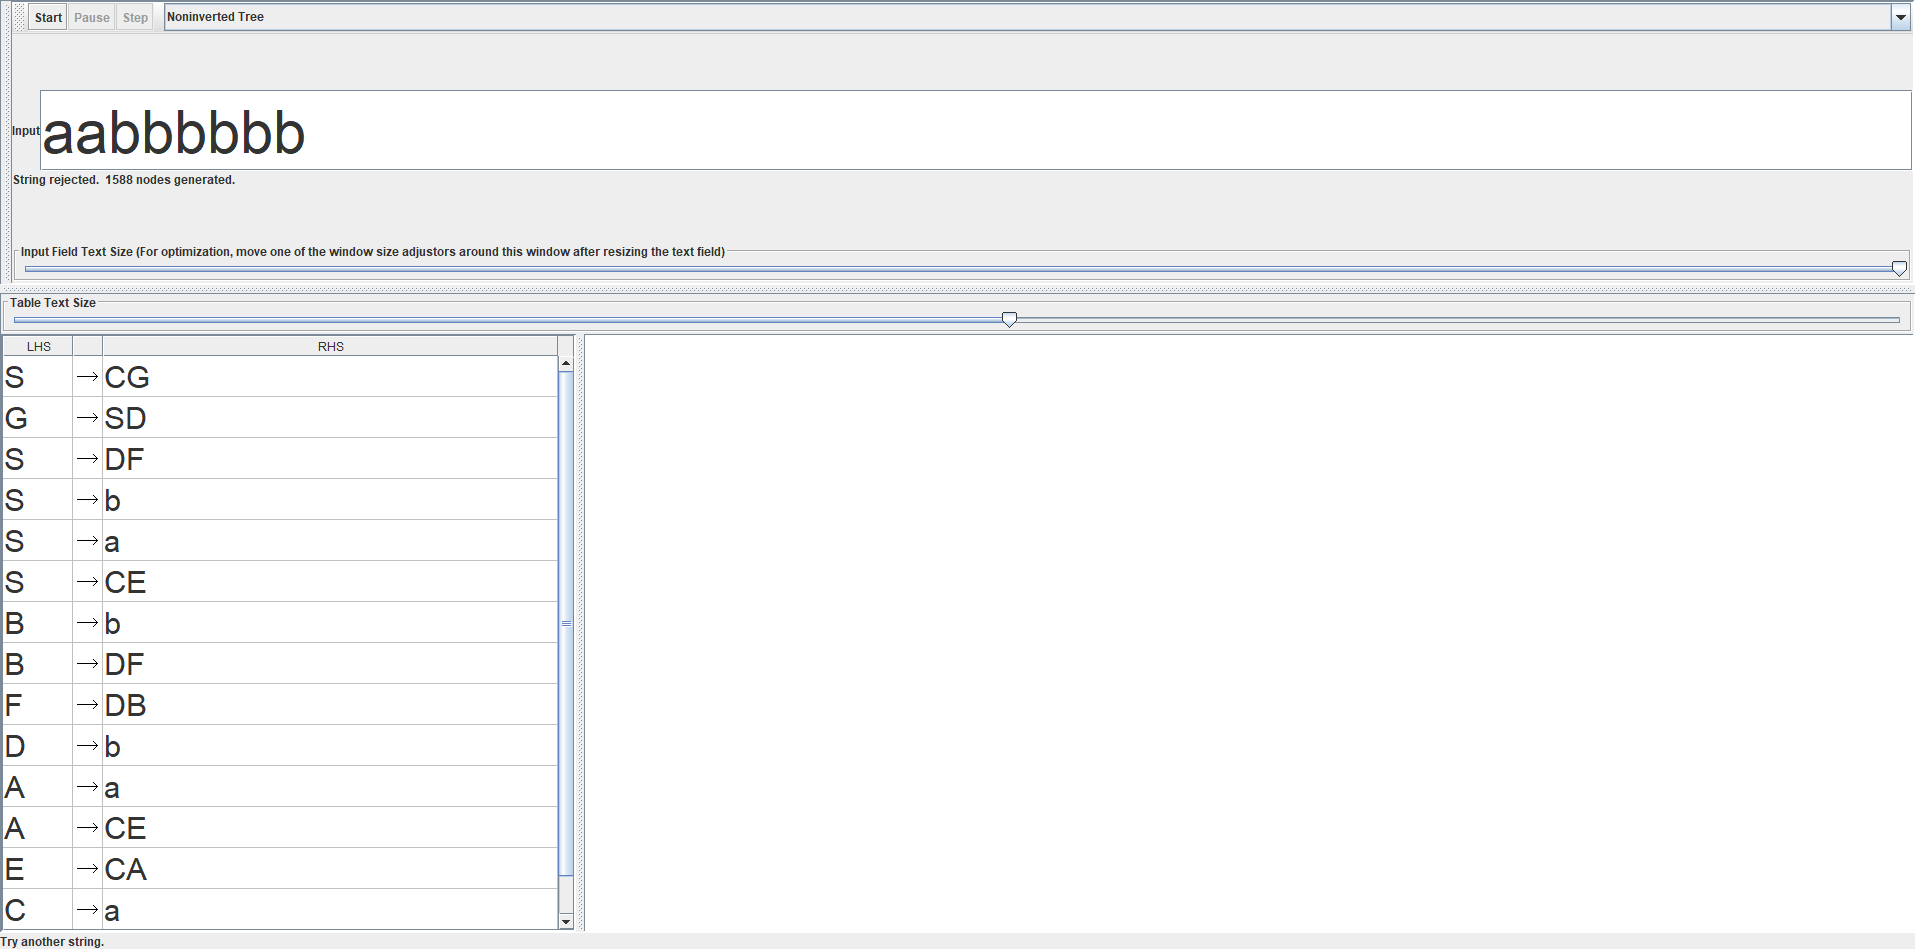 Start Pause Step Noninverted Tree
Input aabbbbbb
String rejected. 1588 nodes generated.
Input Field Text Size (For optimization, move one of the window size adjustors around this window after resizing the text field)
Table Text Size
LHS RHS
S → CG
G → SD
S → DF
S → b
S → a
S → CE
B → b
B → DF
F → DB
D → b
A → a
A → CE
E → CA
C → a
Try another string.